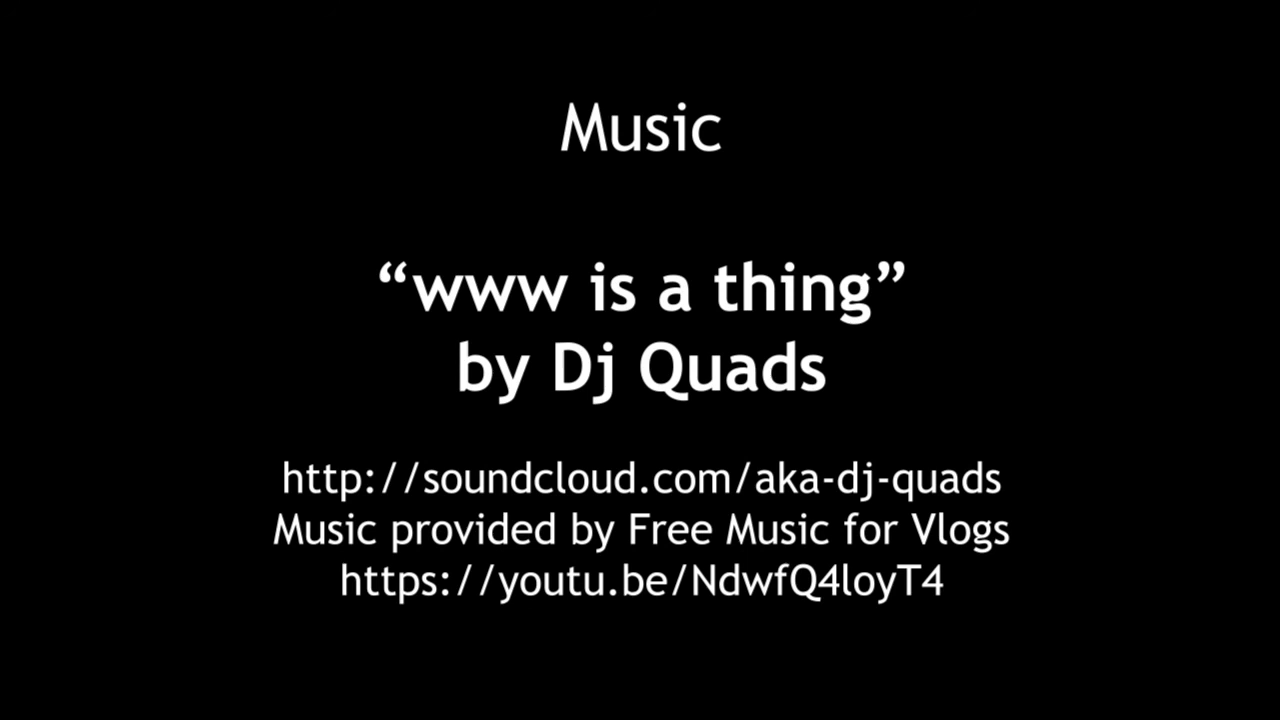 Music
“www is a thing”
by Dj Quads
http://soundcloud.com/aka-dj-quads
Music provided by Free Music for Vlogs
https://youtu.be/NdwfQ4loyT4